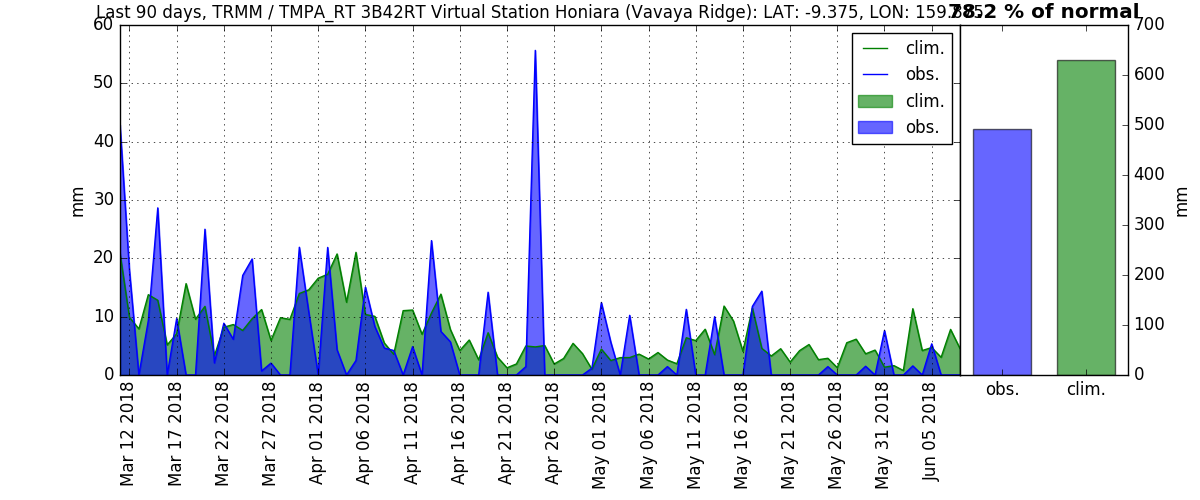 Last 90 days, TRMM / TMPA_RT 3B42RT Virtual Station Honiara (Vavaya Ridge): LAT: -9.375, LON:
78.2 % of normal
60
50
40
30
20
10
0
mm
clim.
obs.
clim.
obs.
Mar 12 2018
Mar 17 2018
Mar 22 2018
Mar 27 2018
Apr 01 2018
Apr 06 2018
Apr 11 2018
Apr 16 2018
Apr 21 2018
Apr 26 2018
May 01 2018
May 06 2018
May 11 2018
May 16 2018
May 21 2018
May 26 2018
May 31 2018
Jun 05 2018
700
600
500
400
300
200
100
0
mm
obs.
clim.